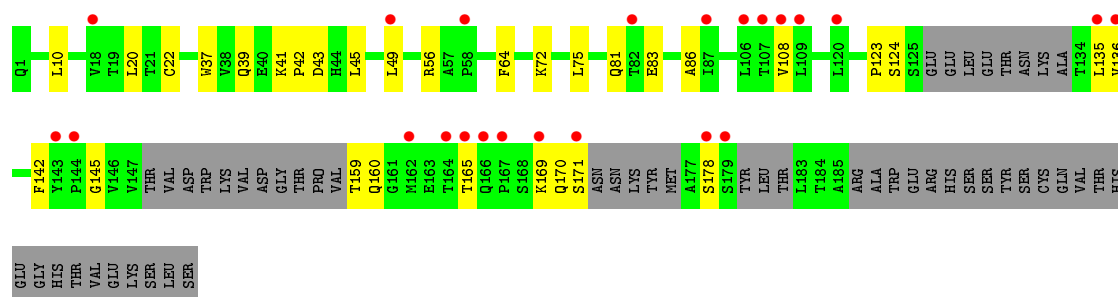 Q1 L10 V18 T19 L20 T21 C22 W37 V38 Q39 E40 K41 P42 D43 H44 L45 L49 R56 A57 P58 F64 K72 L75 Q81 T82 E83 A86 I87 L106 T107 V108 L109 L120 P123 S124 S125 GLU GLU LEU GLU THR ASN LYS ALA T134 L135 V136
F142 Y143 P144 G145 V146 V147 THR VAL ASP TRP LYS VAL ASP GLY THR PRO VAL T159 Q160 G161 M162 E163 T164 T165 Q166 P167 S168 K169 Q170 S171 ASN ASN LYS TYR MET A177 S178 S179 TYR LEU THR L183 T184 A185 ARG ALA TRP GLU ARG HIS SER SER TYR SER CYS GLN VAL THR HIS
GLU GLY HIS THR VAL GLU LYS SER LEU SER